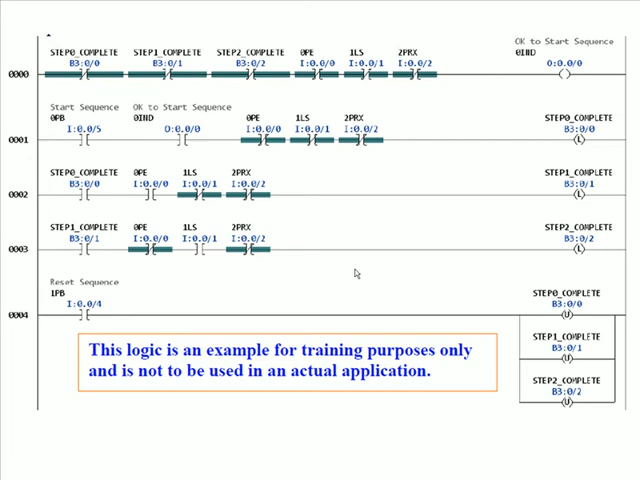 OK to Start Sequence
STEP0_COMPLETE STEP1_COMPLETE STEP2_COMPLETE 0PE 1LS 2PRX 0IND
B3:0/0 B3:0/1 B3:0/2 I:0.0/0 I:0.0/1 I:0.0/2 O:0.0/0
0000
Start Sequence OK to Start Sequence
0PB 0IND 0PE 1LS 2PRX STEP0_COMPLETE
I:0.0/5 O:0.0/0 I:0.0/0 I:0.0/1 I:0.0/2 B3:0/0
0001 L
STEP0_COMPLETE 0PE 1LS 2PRX STEP1_COMPLETE
B3:0/0 I:0.0/0 I:0.0/1 I:0.0/2 B3:0/1
0002 L
STEP1_COMPLETE 0PE 1LS 2PRX STEP2_COMPLETE
B3:0/1 I:0.0/0 I:0.0/1 I:0.0/2 B3:0/2
0003 L
Reset Sequence
1PB STEP0_COMPLETE
I:0.0/4 B3:0/0
0004 U
STEP1_COMPLETE
B3:0/1
U
STEP2_COMPLETE
B3:0/2
U
This logic is an example for training purposes only
and is not to be used in an actual application.